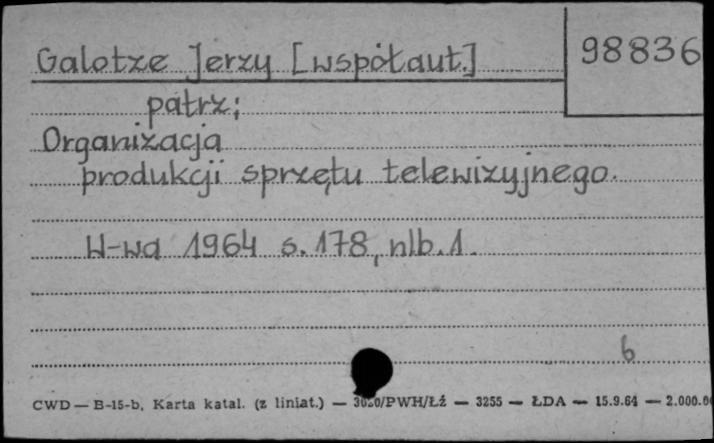 Galotze Jerzy [współaut.]
98836
patrz;
Organizacja
produkcji sprzętu telewizyjnego.
W-wa 1964 s. 178, nlb. 1.
6
CWD — B-15-b, Karta katal. (z liniat.) — /PWH/Łź — 3255 — ŁDA — 15.9.64 — 2.000.0